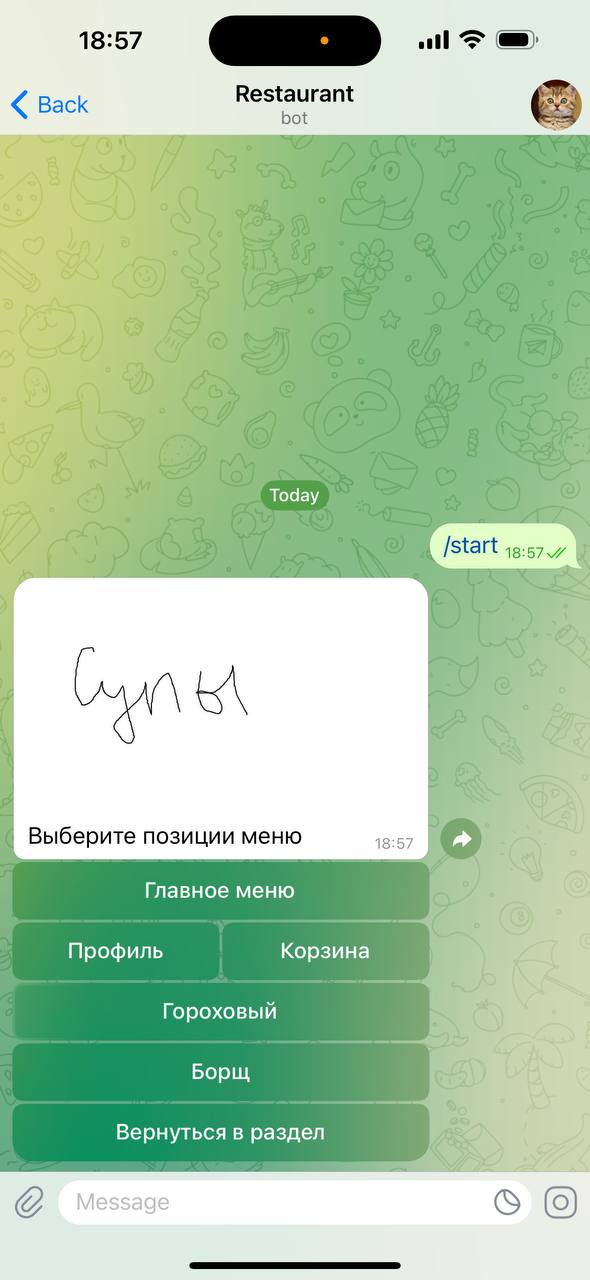 18:57
Back
Restaurant
bot
Today
/start 18:57
Супы
Выберите позиции меню 18:57
Главное меню
Профиль Корзина
Гороховый
Борщ
Вернуться в раздел
Message